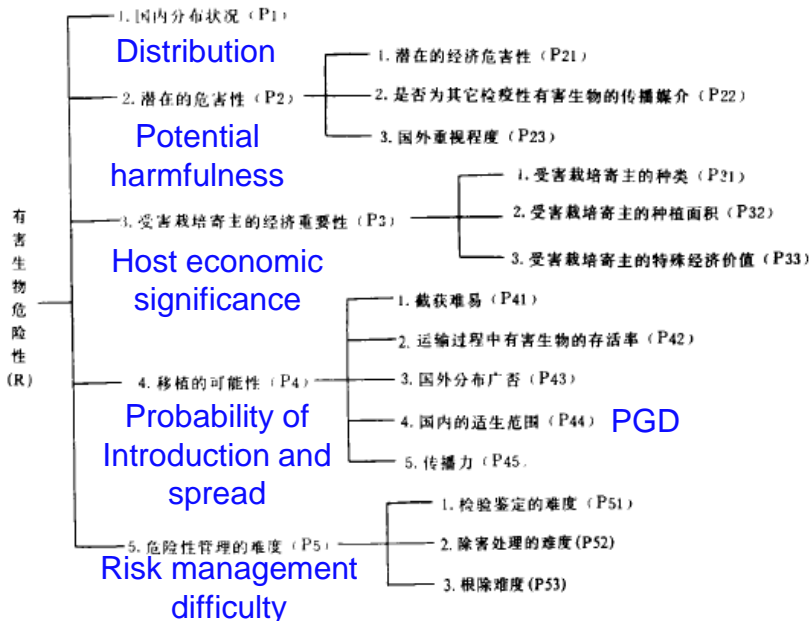 有害生物危险性(R)
1. 国内分布状况（P1）
Distribution
2. 潜在的危害性（P2）
Potential
harmfulness
1. 潜在的经济危害性（P21）
2. 是否为其它检疫性有害生物的传播媒介（P22）
3. 国外重视程度（P23）
3. 受害栽培寄主的经济重要性（P3）
Host economic
significance
1. 受害栽培寄主的种类（P31）
2. 受害栽培寄主的种植面积（P32）
3. 受害栽培寄主的特殊经济价值（P33）
4. 移植的可能性（P4）
Probability of
Introduction and
spread
1. 截获难易（P41）
2. 运输过程中有害生物的存活率（P42）
3. 国外分布广否（P43）
4. 国内的适生范围（P44） PGD
5. 传播力（P45.
5. 危险性管理的难度（P5）
Risk management
difficulty
1. 检验鉴定的难度（P51）
2. 除害处理的难度(P52)
3. 根除难度(P53)